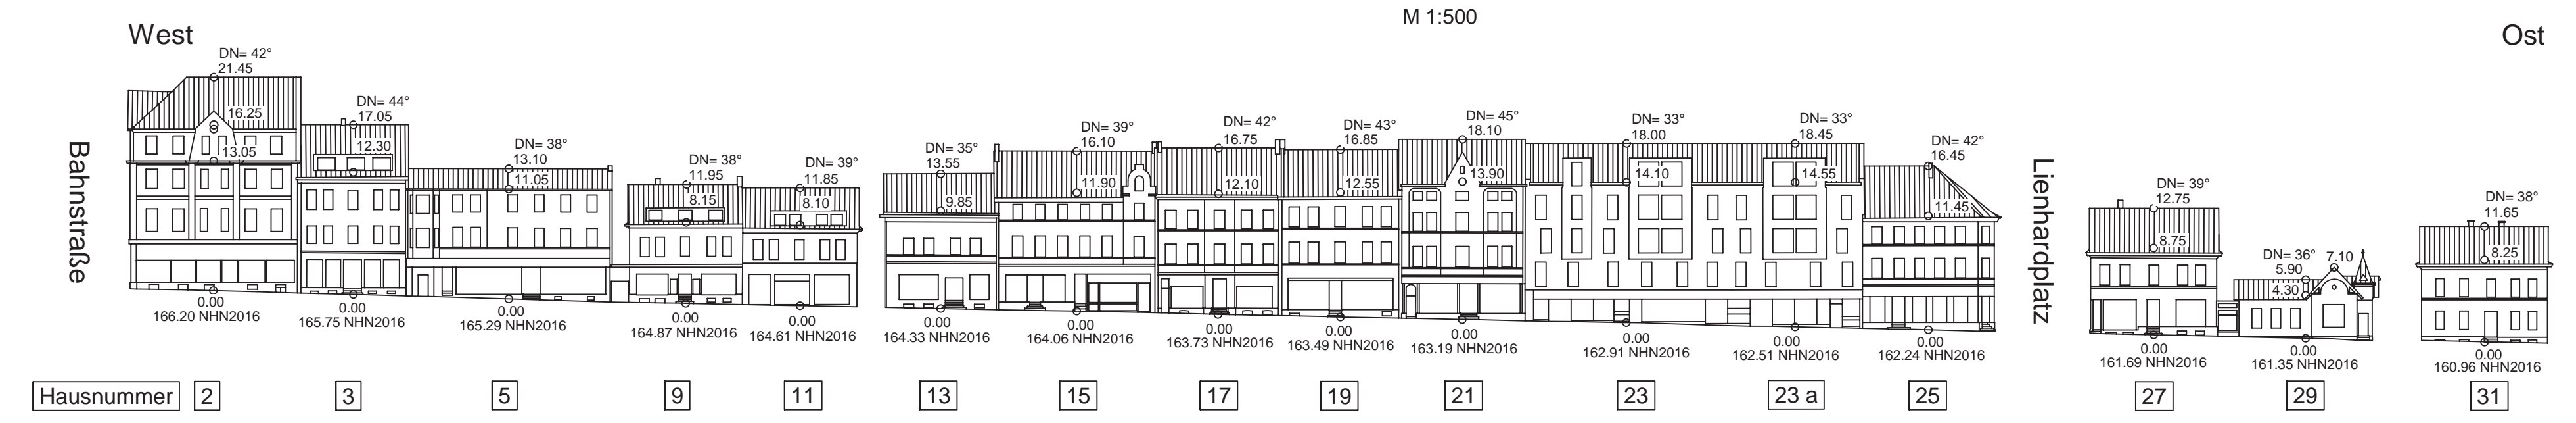 M 1:500
West
Ost
Bahnstraße
DN= 42°
21.45
16.25
13.05
0.00
166.20 NHN2016
DN= 44°
17.05
12.30
0.00
165.75 NHN2016
DN= 38°
13.10
11.05
0.00
165.29 NHN2016
DN= 38°
11.95
8.15
0.00
164.87 NHN2016
DN= 39°
11.85
8.10
0.00
164.61 NHN2016
DN= 35°
13.55
9.85
0.00
164.33 NHN2016
DN= 39°
16.10
11.90
0.00
164.06 NHN2016
DN= 42°
16.75
12.10
0.00
163.73 NHN2016
DN= 43°
16.85
12.55
0.00
163.49 NHN2016
DN= 45°
18.10
13.90
0.00
163.19 NHN2016
DN= 33°
18.00
14.10
0.00
162.91 NHN2016
DN= 33°
18.45
14.55
0.00
162.51 NHN2016
DN= 42°
16.45
11.45
0.00
162.24 NHN2016
Lienhardplatz
DN= 39°
12.75
8.75
0.00
161.69 NHN2016
DN= 36°
5.90
7.10
4.30
0.00
161.35 NHN2016
DN= 38°
11.65
8.25
0.00
160.96 NHN2016
Hausnummer 2 3 5 9 11 13 15 17 19 21 23 23 a 25 27 29 31